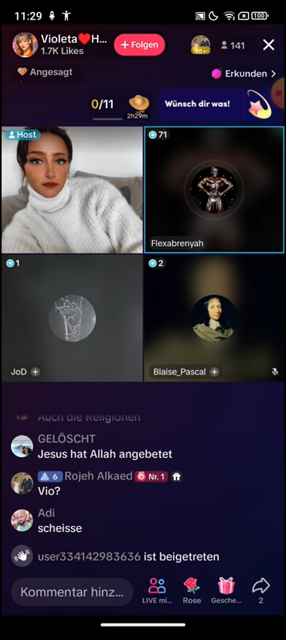 11:29
100
Violeta❤️H...
1.7K Likes
+ Folgen
141
Angesagt
Erkunden >
0/11
2h29m
Wünsch dir was!
Host
71
Flexabrenyah
1
JoD
2
Blaise_Pascal
Auch die Religionen
GELÖSCHT
Jesus hat Allah angebetet
6 Rojeh Alkaed Nr. 1
Vio?
Adi
scheisse
user334142983636 ist beigetreten
Kommentar hinz...
LIVE mi...
Rose
Gesche...
2